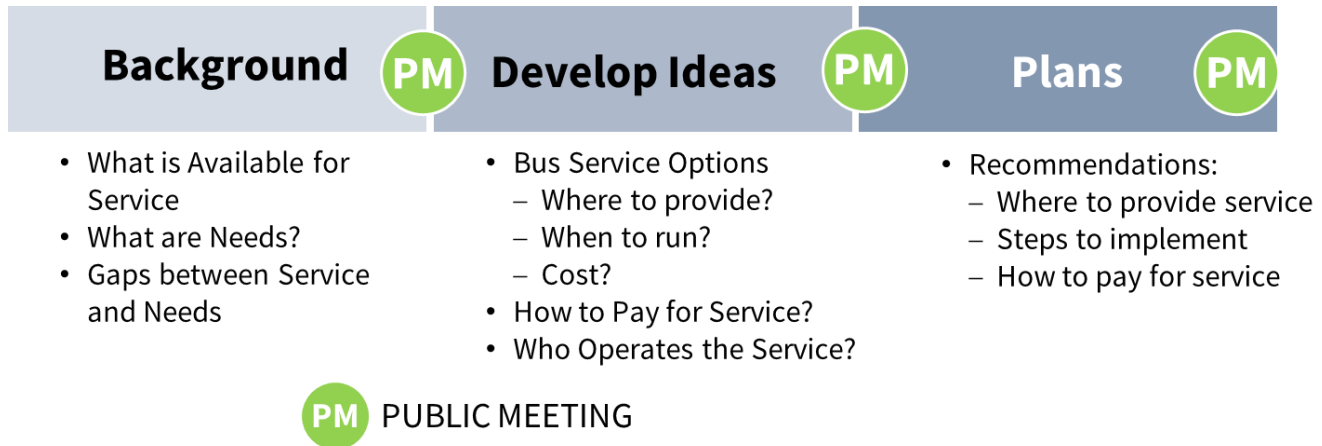 Background
PM
Develop Ideas
PM
Plans
PM
• What is Available for
Service
• What are Needs?
• Gaps between Service
and Needs
• Bus Service Options
– Where to provide?
– When to run?
– Cost?
• How to Pay for Service?
• Who Operates the Service?
• Recommendations:
– Where to provide service
– Steps to implement
– How to pay for service
PM PUBLIC MEETING